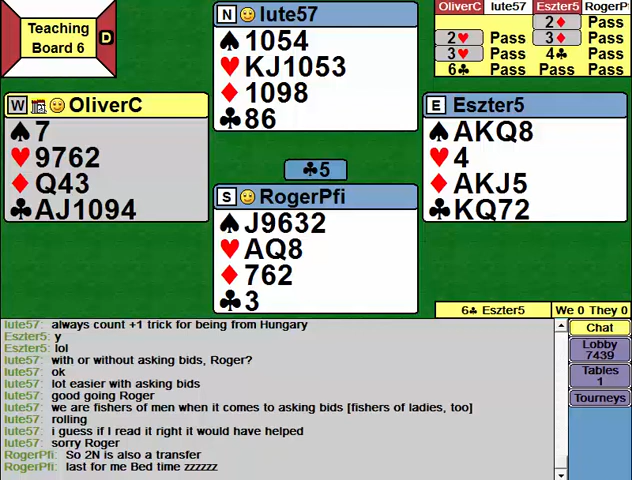 Teaching
Board 6
D
N lute57
♠ 1054
♥ KJ1053
♦ 1098
♣ 86
OliverC lute57 Eszter5 RogerP
2♦ Pass
2♥ Pass 3♦ Pass
3♥ Pass 4♣ Pass
6♣ Pass Pass Pass
W OliverC
♠ 7
♥ 9762
♦ Q43
♣ AJ1094
E Eszter5
♠ AKQ8
♥ 4
♦ AKJ5
♣ KQ72
♣5
S RogerPfi
♠ J9632
♥ AQ8
♦ 762
♣ 3
6♣ Eszter5 We 0 They 0
lute57: always count +1 trick for being from Hungary
Eszter5: y
Eszter5: lol
lute57: with or without asking bids, Roger?
lute57: ok
lute57: lot easier with asking bids
lute57: good going Roger
lute57: we are fishers of men when it comes to asking bids [fishers of ladies, too]
lute57: rolling
lute57: i guess if I read it right it would have helped
lute57: sorry Roger
RogerPfi: So 2N is also a transfer
RogerPfi: last for me Bed time zzzzzz
Chat
Lobby
7439
Tables
1
Tourneys